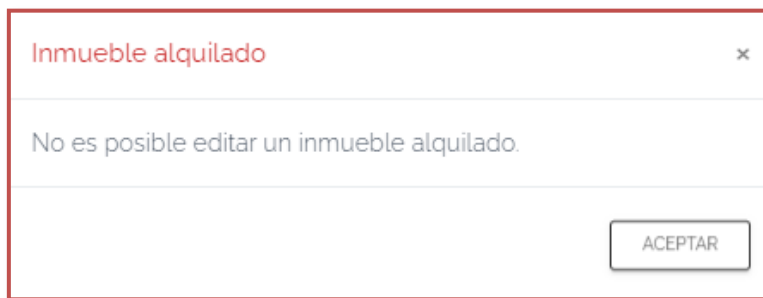 Inmueble alquilado
×
No es posible editar un inmueble alquilado.
ACEPTAR